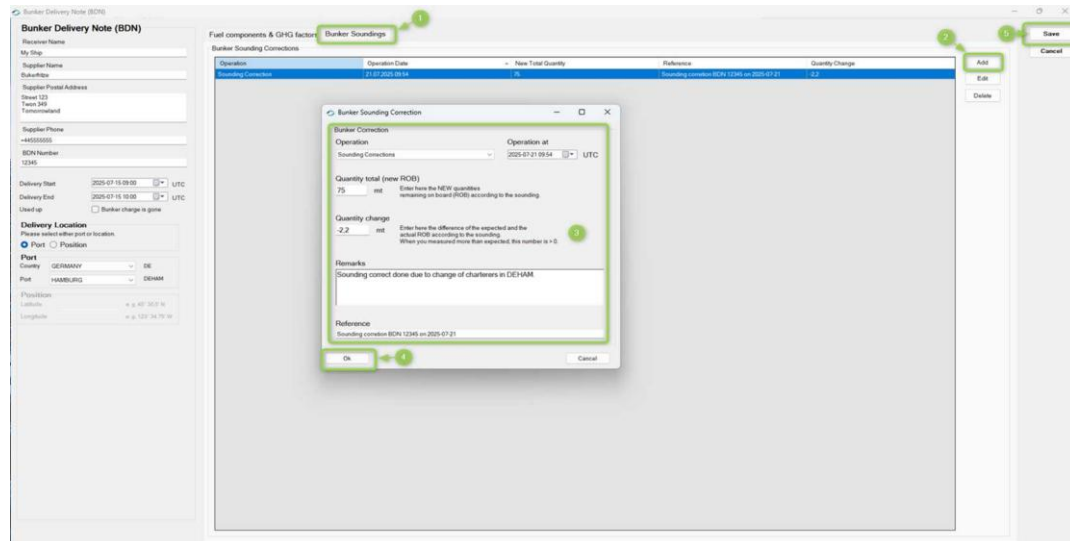 Bunker Delivery Note (BDN)
Bunker Delivery Note (BDN)
Receiver Name
My Ship
Supplier Name
Supplier Postal Address
Street 123
Twon 349
Tomorrowland
Supplier Phone
BDN Number
12345
Delivery Start 2025-07-15 09:00 UTC
Delivery End 2025-07-15 10:00 UTC
Used up Bunker charge is gone
Delivery Location
Please select either port or location.
Port Position
Port
Country GERMANY DE
Port HAMBURG DEHAM
Position
Latitude
Longitude
Fuel components & GHG factors Bunker Soundings
1
Bunker Sounding Corrections
Operation Operation Date New Total Quantity Reference Quantity Change
Sounding Correction 21.07.2025 09:54 75 Sounding corretion BDN 12345 on 2025-07-21 -2,2
2
Add
Edit
Delete
5
Save
Cancel
Bunker Sounding Correction
Bunker Correction
Operation Operation at
Sounding Corrections 2025-07-21 09:54 UTC
Quantity total (new ROB)
75 mt Enter here the NEW quantities
remaining on board (ROB) according to the sounding.
Quantity change
-2,2 mt Enter here the difference of the expected and the
actual ROB according to the sounding.
When you measured more than expected, this number is > 0.
3
Remarks
Sounding correct done due to change of charterers in DEHAM.
Reference
Sounding corretion BDN 12345 on 2025-07-21
Ok
4
Cancel